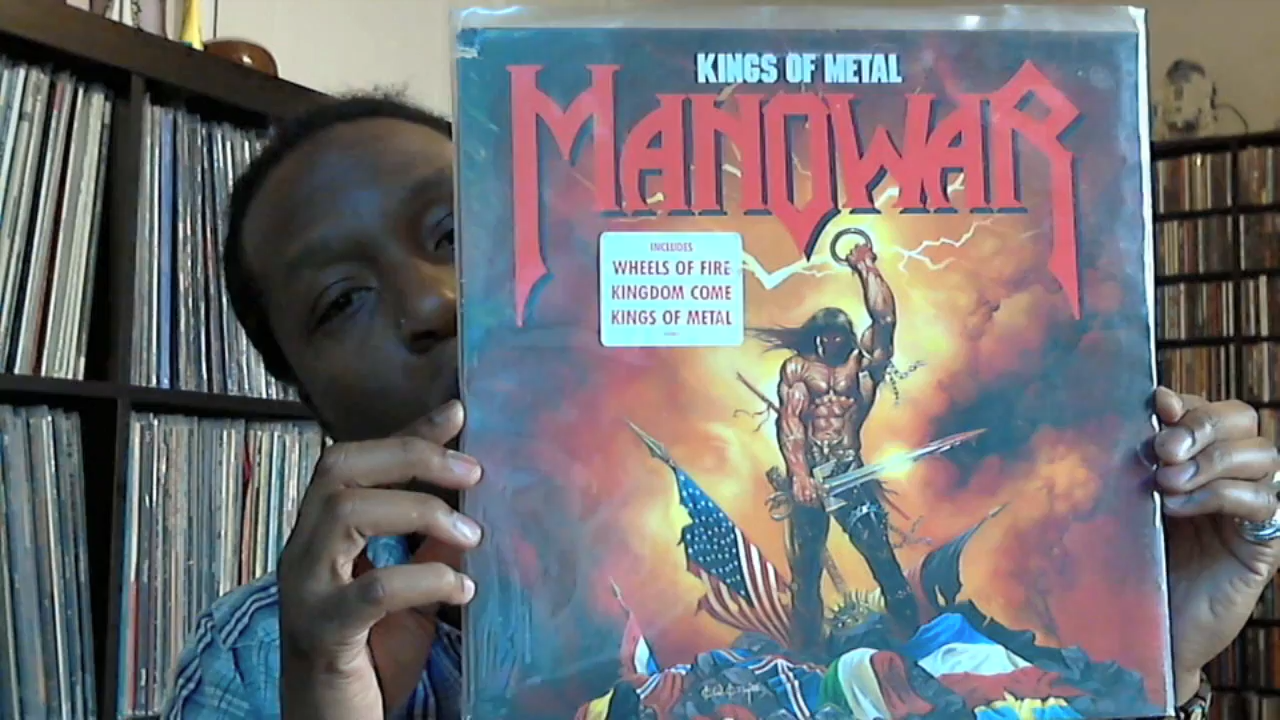 KINGS OF METAL
MANOWAR
INCLUDES
WHEELS OF FIRE
KINGDOM COME
KINGS OF METAL